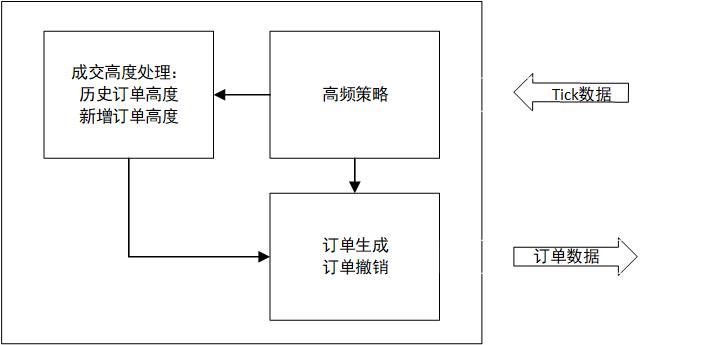 成交高度处理：
历史订单高度
新增订单高度
高频策略
Tick数据
订单生成
订单撤销
订单数据